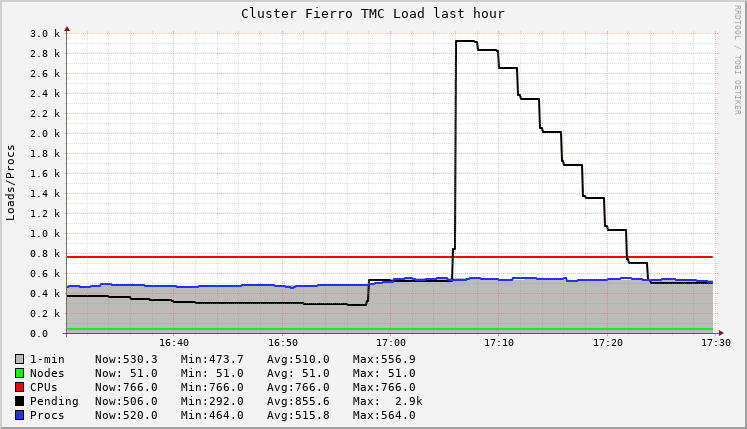 Cluster Fierro TMC Load last hour
RRDTOOL / TOBI OETIKER
Loads/Procs
3.0 k
2.8 k
2.6 k
2.4 k
2.2 k
2.0 k
1.8 k
1.6 k
1.4 k
1.2 k
1.0 k
0.8 k
0.6 k
0.4 k
0.2 k
0.0
16:40 16:50 17:00 17:10 17:20 17:30
1-min Now:530.3 Min:473.7 Avg:510.0 Max:556.9
Nodes Now: 51.0 Min: 51.0 Avg: 51.0 Max: 51.0
CPUs Now:766.0 Min:766.0 Avg:766.0 Max:766.0
Pending Now:506.0 Min:292.0 Avg:855.6 Max: 2.9k
Procs Now:520.0 Min:464.0 Avg:515.8 Max:564.0